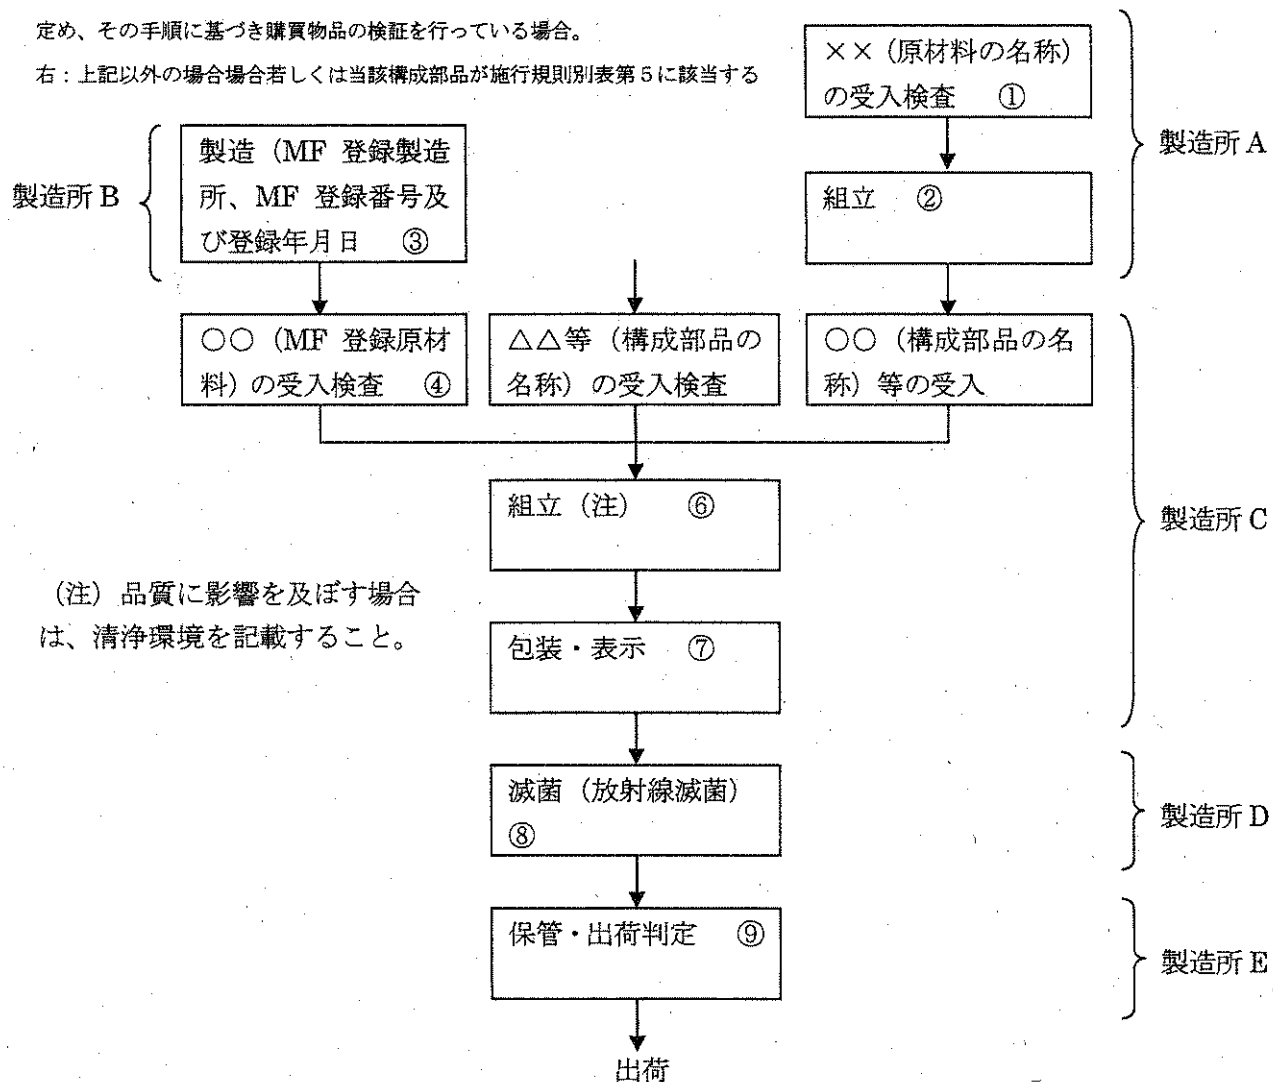 定め、その手順に基づき購買物品の検証を行っている場合。
右：上記以外の場合場合若しくは当該構成部品が施行規則別表第5に該当する
××（原材料の名称）
の受入検査　①
製造所 A
組立　②
製造所 B
製造（MF 登録製造
所、MF 登録番号及
び登録年月日　③
○○（MF 登録原材
料）の受入検査　④
△△等（構成部品の
名称）の受入検査
○○（構成部品の名
称）等の受入
組立（注）　⑥
製造所 C
（注）品質に影響を及ぼす場合
は、清浄環境を記載すること。
包装・表示　⑦
滅菌（放射線滅菌）
⑧
製造所 D
保管・出荷判定　⑨
製造所 E
出荷